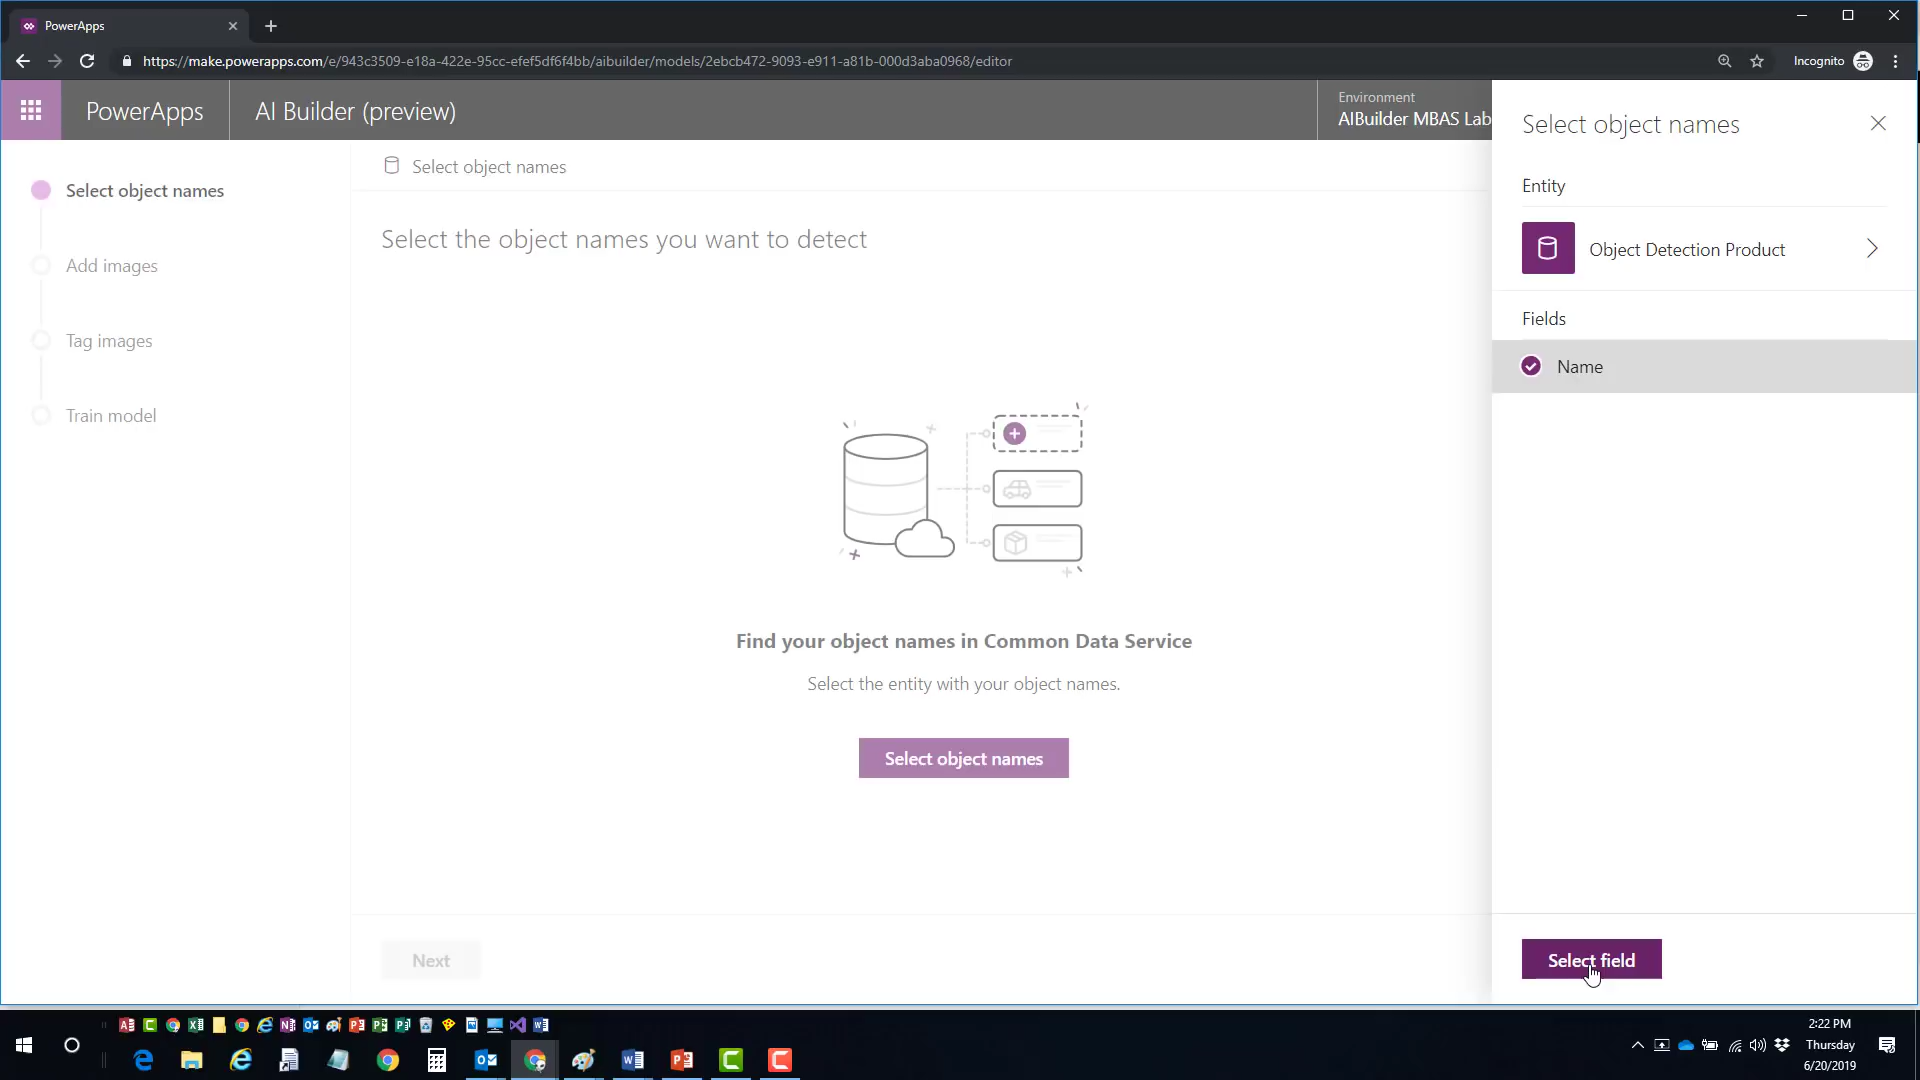 PowerApps
https://make.powerapps.com/e/943c3509-e18a-422e-95cc-efef5df6f4bb/aibuilder/models/2ebcb472-9093-e911-a81b-000d3aba0968/editor
Incognito
PowerApps
AI Builder (preview)
Environment
AIBuilder MBAS Lab
Select object names
Add images
Tag images
Train model
Select object names
Select the object names you want to detect
Find your object names in Common Data Service
Select the entity with your object names.
Select object names
Next
Select object names
Entity
Object Detection Product
Fields
Name
Select field
2:22 PM
Thursday
6/20/2019